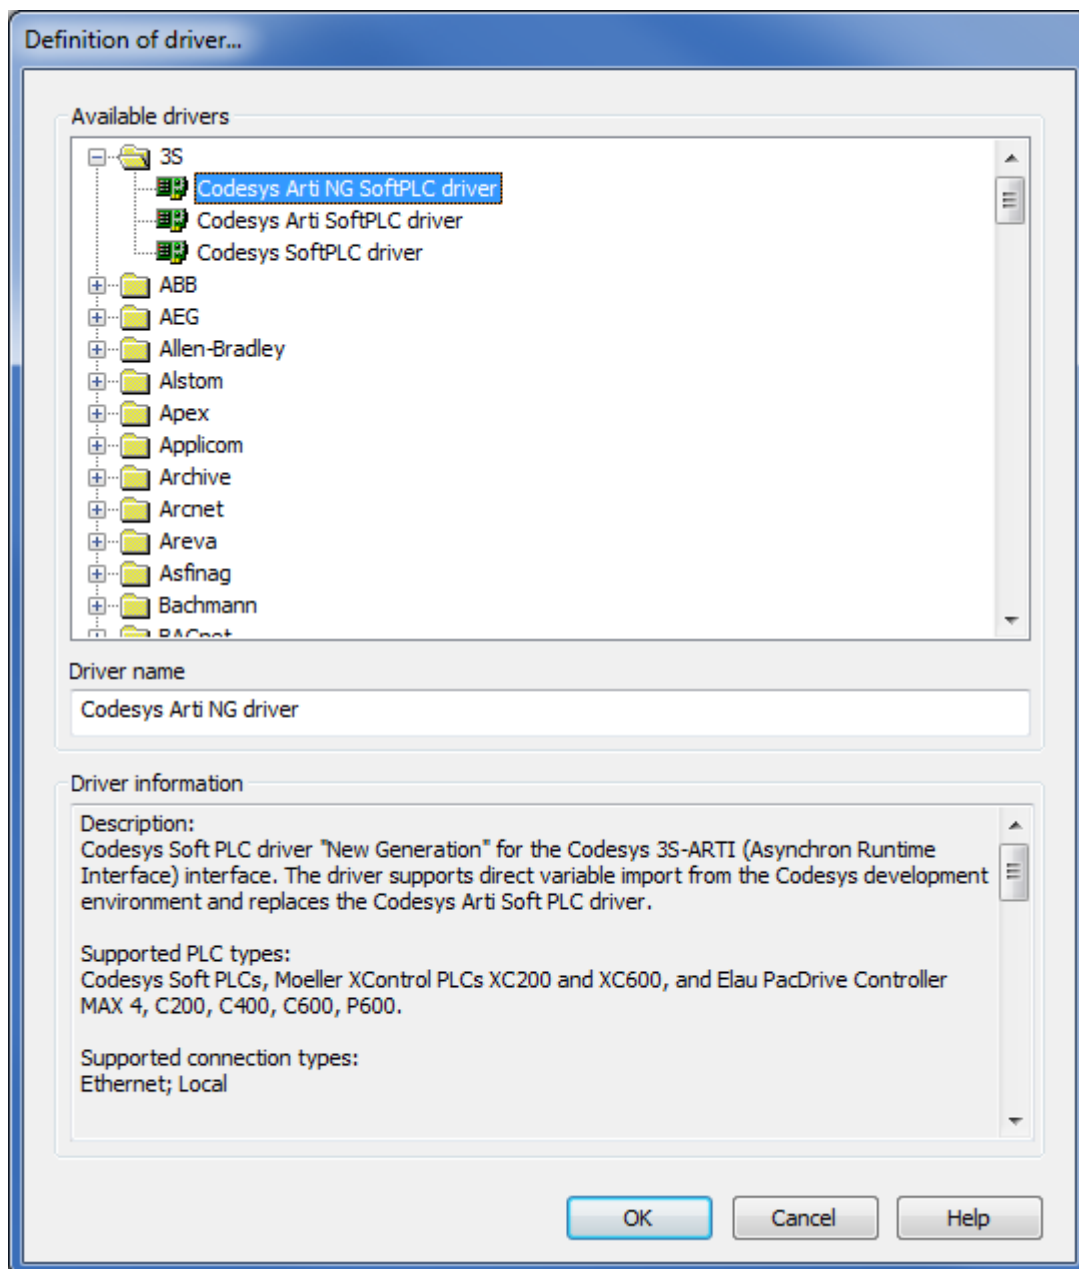 Definition of driver...
Available drivers
3S
Codesys Arti NG SoftPLC driver
Codesys Arti SoftPLC driver
Codesys SoftPLC driver
ABB
AEG
Allen-Bradley
Alstom
Apex
Applicom
Archive
Arcnet
Areva
Asfinag
Bachmann
BACnet
Driver name
Codesys Arti NG driver
Driver information
Description:
Codesys Soft PLC driver "New Generation" for the Codesys 3S-ARTI (Asynchron Runtime
Interface) interface. The driver supports direct variable import from the Codesys development
environment and replaces the Codesys Arti Soft PLC driver.
Supported PLC types:
Codesys Soft PLCs, Moeller XControl PLCs XC200 and XC600, and Elau PacDrive Controller
MAX 4, C200, C400, C600, P600.
Supported connection types:
Ethernet; Local
OK Cancel Help